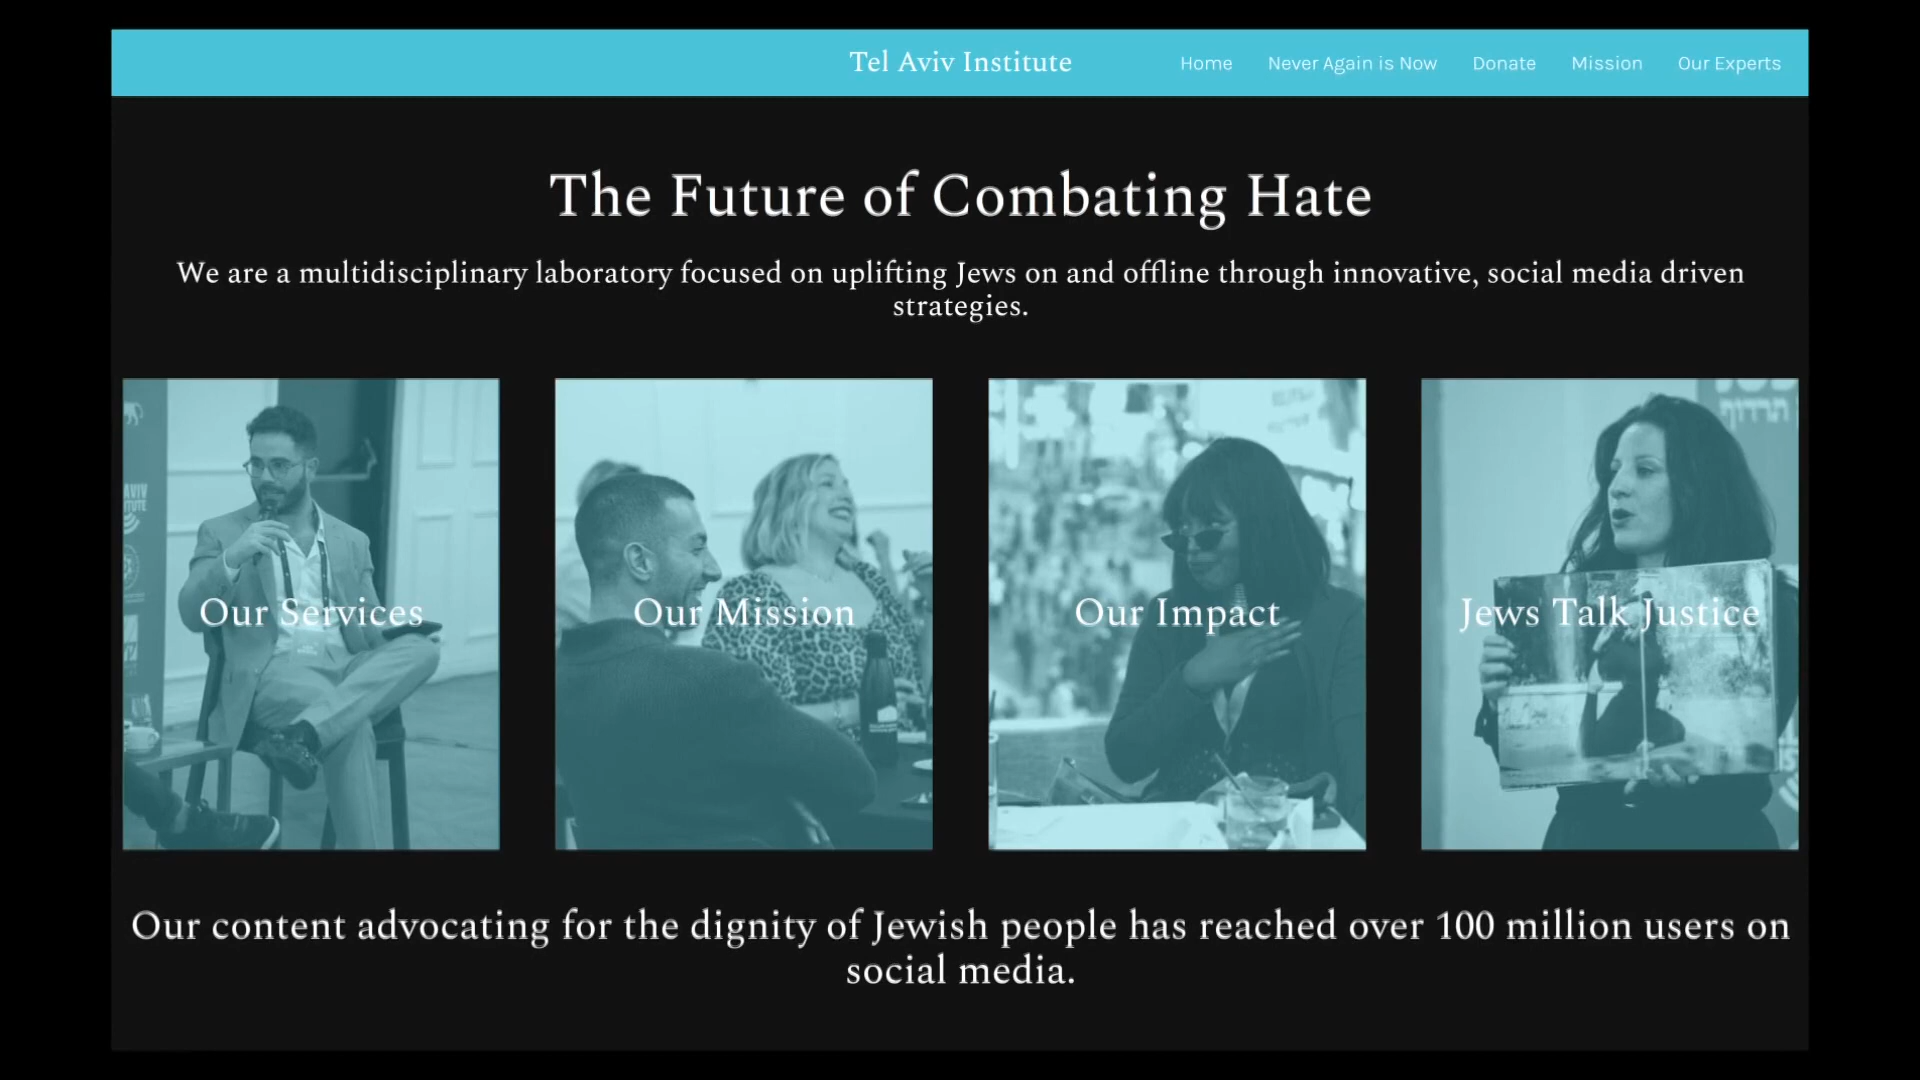 Tel Aviv Institute
Home Never Again is Now Donate Mission Our Experts
The Future of Combating Hate
We are a multidisciplinary laboratory focused on uplifting Jews on and offline through innovative, social media driven
strategies.
תרדוף
AVIV
Our Services
Our Mission
Our Impact
Jews Talk Justice
Our content advocating for the dignity of Jewish people has reached over 100 million users on
social media.